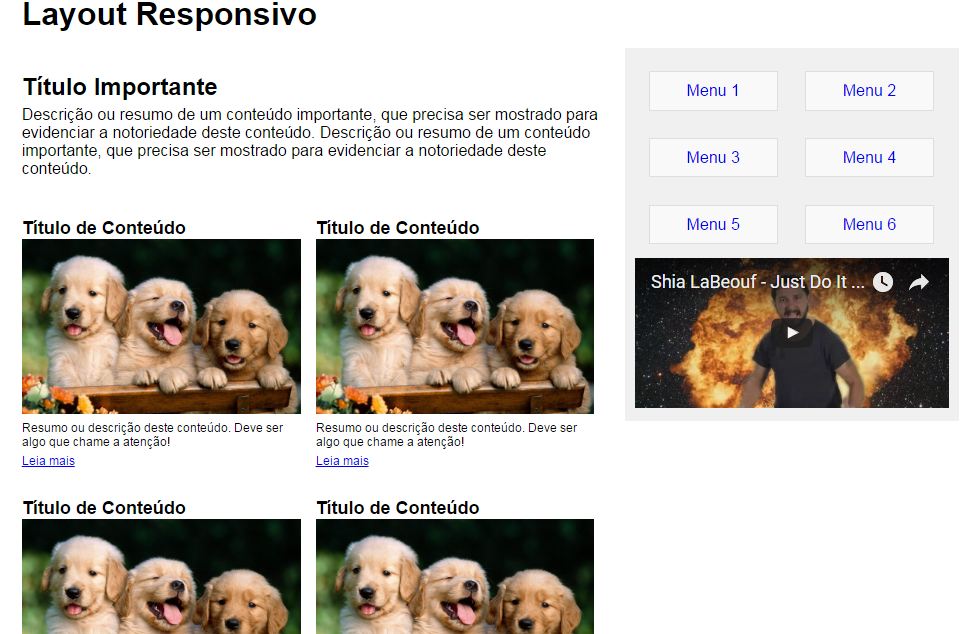 Layout Responsivo
Título Importante
Descrição ou resumo de um conteúdo importante, que precisa ser mostrado para
evidenciar a notoriedade deste conteúdo. Descrição ou resumo de um conteúdo
importante, que precisa ser mostrado para evidenciar a notoriedade deste
conteúdo.
Título de Conteúdo
Resumo ou descrição deste conteúdo. Deve ser
algo que chame a atenção!
Leia mais
Título de Conteúdo
Resumo ou descrição deste conteúdo. Deve ser
algo que chame a atenção!
Leia mais
Título de Conteúdo
Título de Conteúdo
Menu 1
Menu 2
Menu 3
Menu 4
Menu 5
Menu 6
Shia LaBeouf - Just Do It ...